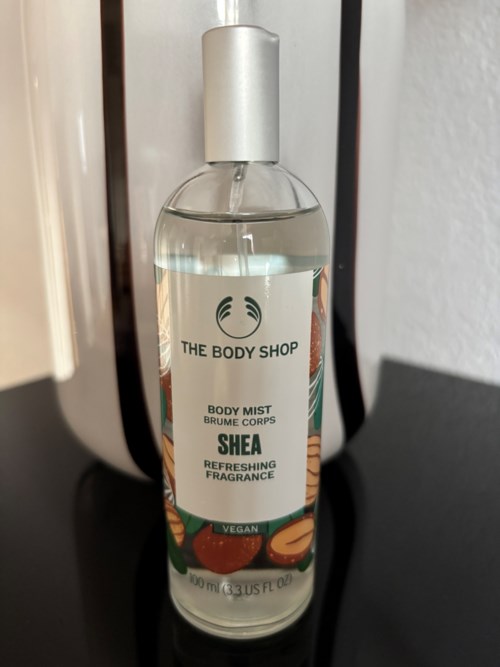 THE BODY SHOP
BODY MIST
BRUME CORPS
SHEA
REFRESHING
FRAGRANCE
VEGAN
100 ml (3.3 US FL OZ)